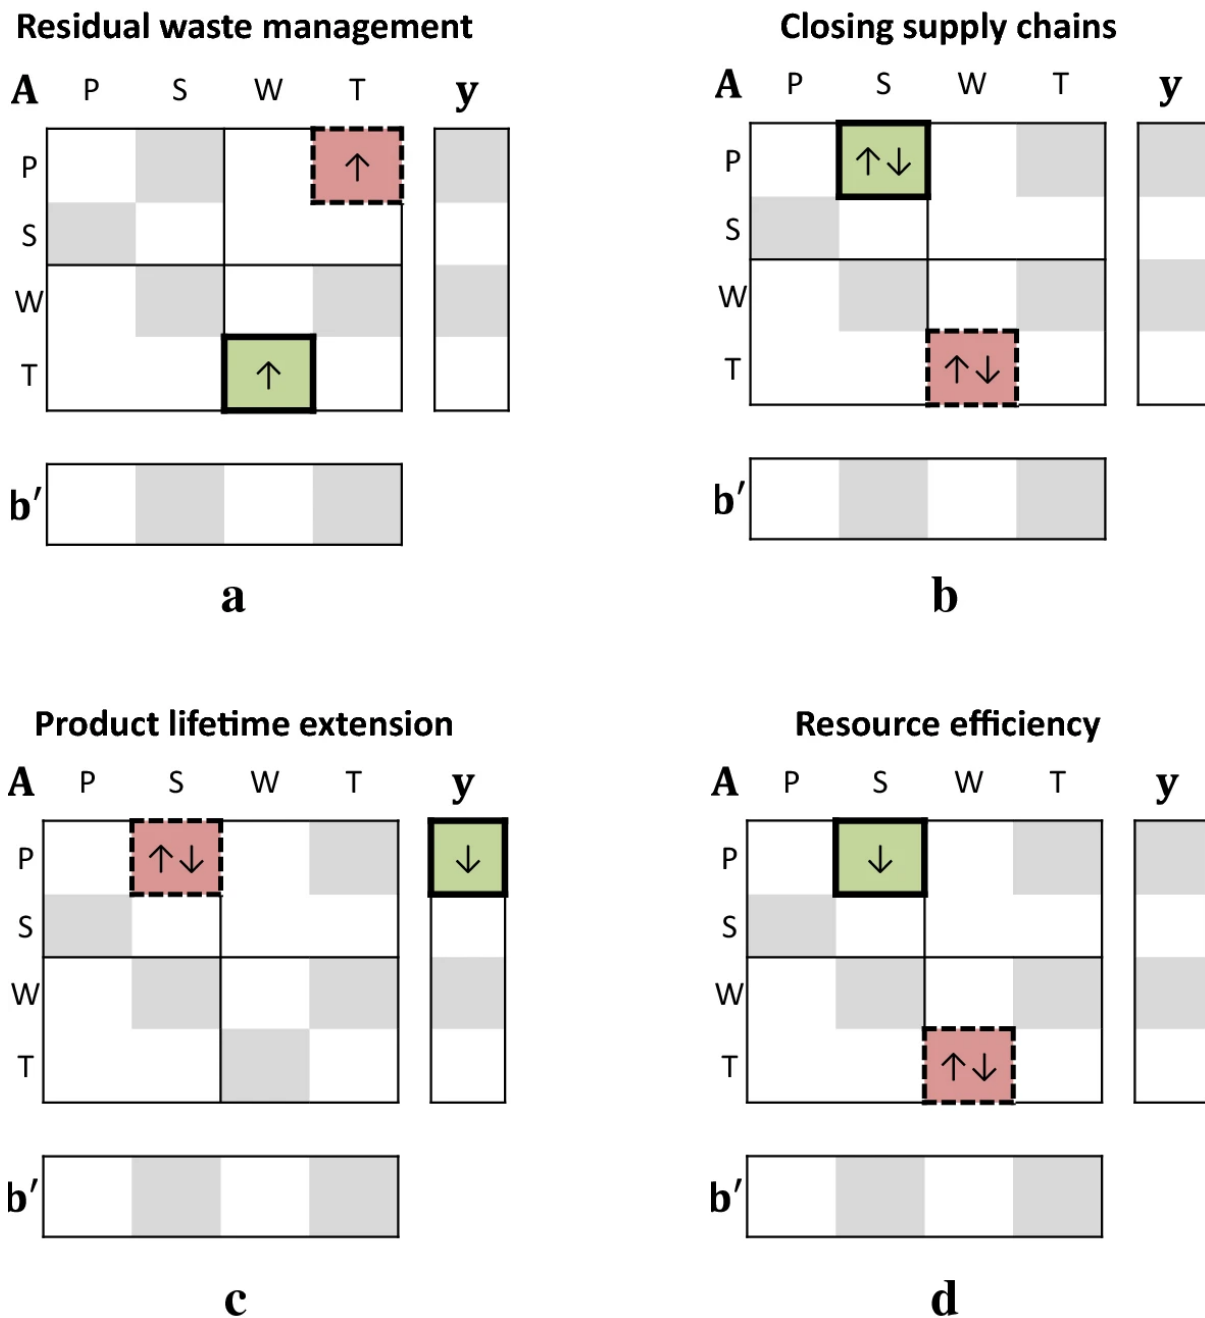 Residual waste management
A P S W T y
P ↑
S
W
T ↑
b′
a
Closing supply chains
A P S W T y
P ↑↓
S
W
T ↑↓
b′
b
Product lifetime extension
A P S W T y
P ↑↓ ↓
S
W
T
b′
c
Resource efficiency
A P S W T y
P ↓
S
W
T ↑↓
b′
d